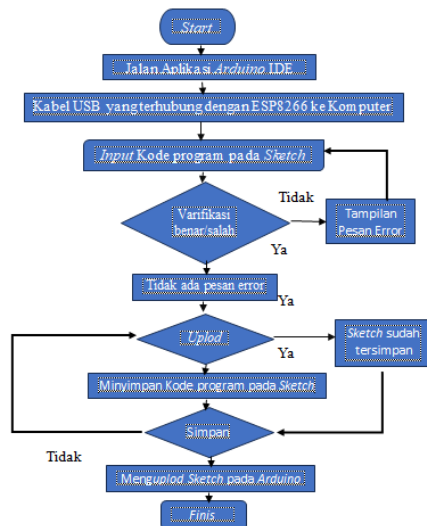 Start
Jalan Aplikasi Arduino IDE
Kabel USB yang terhubung dengan ESP8266 ke Komputer
Input Kode program pada Sketch
Tidak
Varifikasi
benar/salah
Tampilan
Pesan Error
Ya
Tidak ada pesan error
Ya
Uplod
Ya
Sketch sudah
tersimpan
Minyimpan Kode program pada Sketch
Simpan
Tidak
Menguplod Sketch pada Arduino
Finis